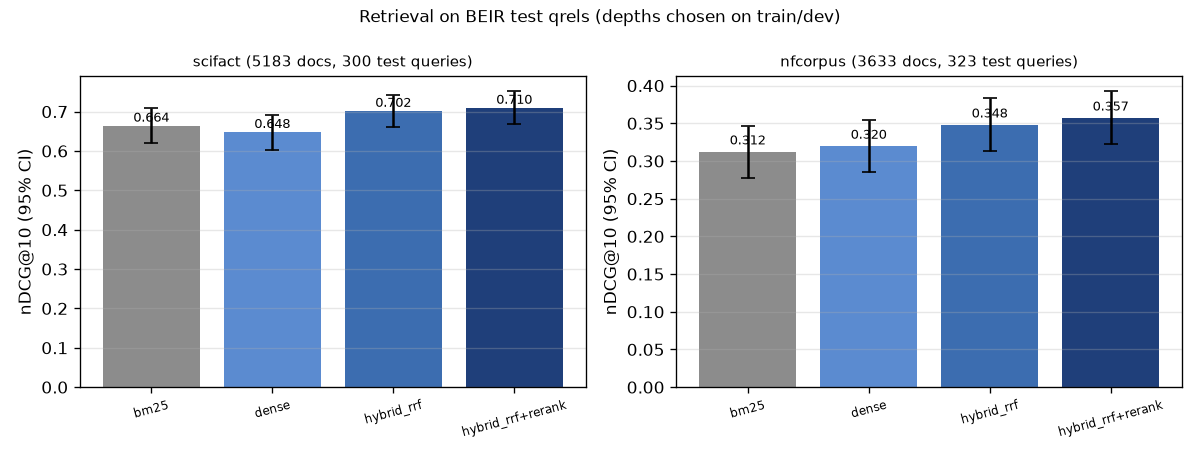 Retrieval on BEIR test qrels (depths chosen on train/dev)
scifact (5183 docs, 300 test queries)
nDCG@10 (95% CI)
0.7
0.6
0.5
0.4
0.3
0.2
0.1
0.0
0.664
0.648
0.702
0.710
bm25
dense
hybrid_rrf
hybrid_rrf+rerank
nfcorpus (3633 docs, 323 test queries)
nDCG@10 (95% CI)
0.40
0.35
0.30
0.25
0.20
0.15
0.10
0.05
0.00
0.312
0.320
0.348
0.357
bm25
dense
hybrid_rrf
hybrid_rrf+rerank